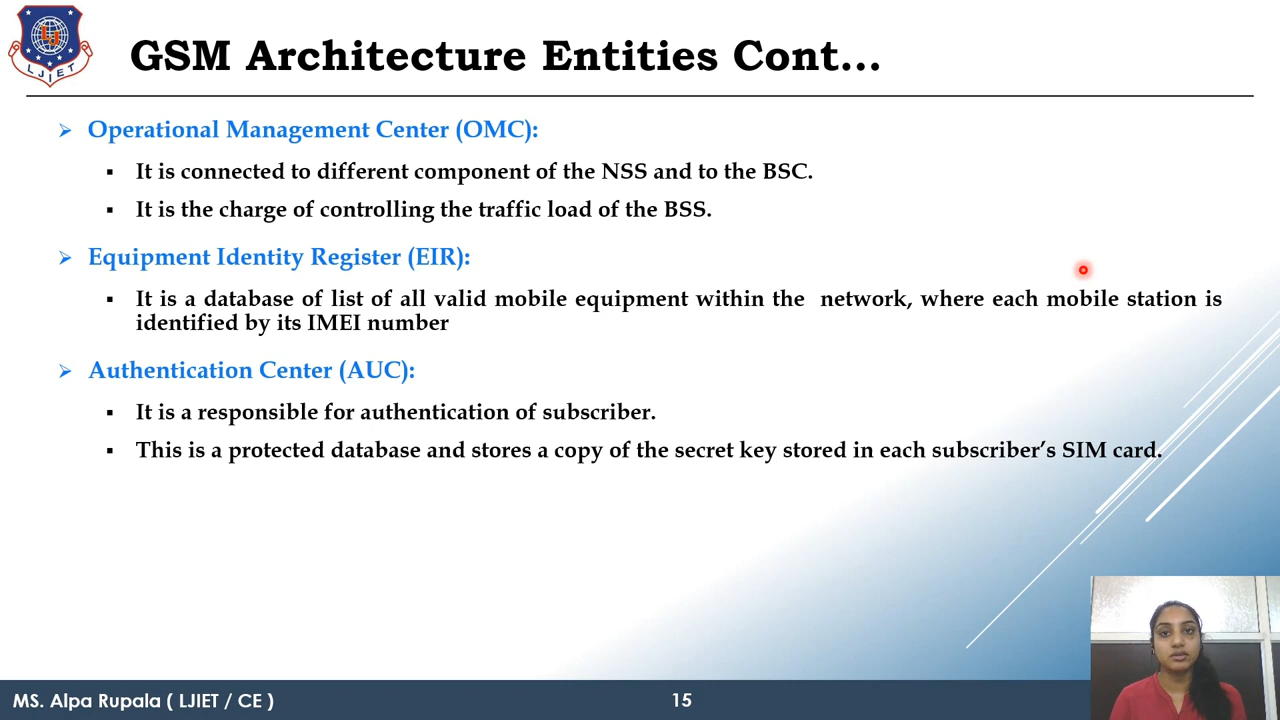 LJIET
GSM Architecture Entities Cont...
Operational Management Center (OMC):
It is connected to different component of the NSS and to the BSC.
It is the charge of controlling the traffic load of the BSS.
Equipment Identity Register (EIR):
It is a database of list of all valid mobile equipment within the network, where each mobile station is
identified by its IMEI number
Authentication Center (AUC):
It is a responsible for authentication of subscriber.
This is a protected database and stores a copy of the secret key stored in each subscriber's SIM card.
MS. Alpa Rupala ( LJIET / CE )
15